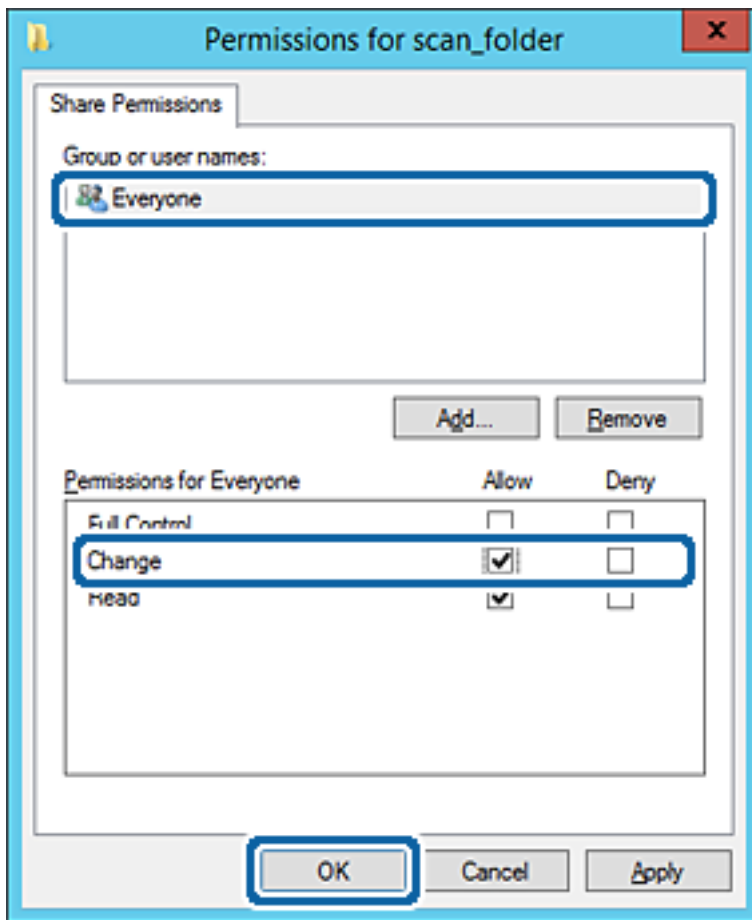 Permissions for scan_folder
x
Share Permissions
Group or user names:
Everyone
Add...
Remove
Permissions for Everyone Allow Deny
Full Control
Change
Read
OK
Cancel
Apply